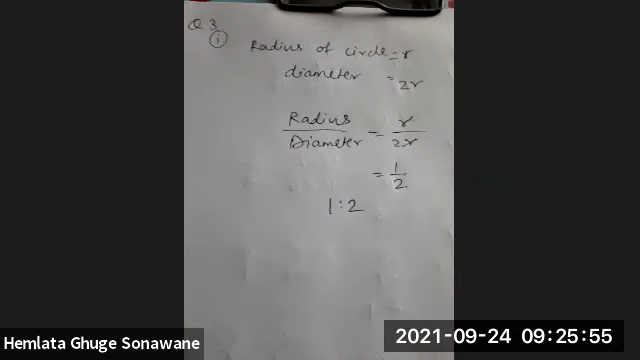 Q 3
(i) Radius of circle = r
diameter = 2r
Radius / Diameter = r / 2r
= 1 / 2
1 : 2
Hemlata Ghuge Sonawane
2021-09-24 09:25:55